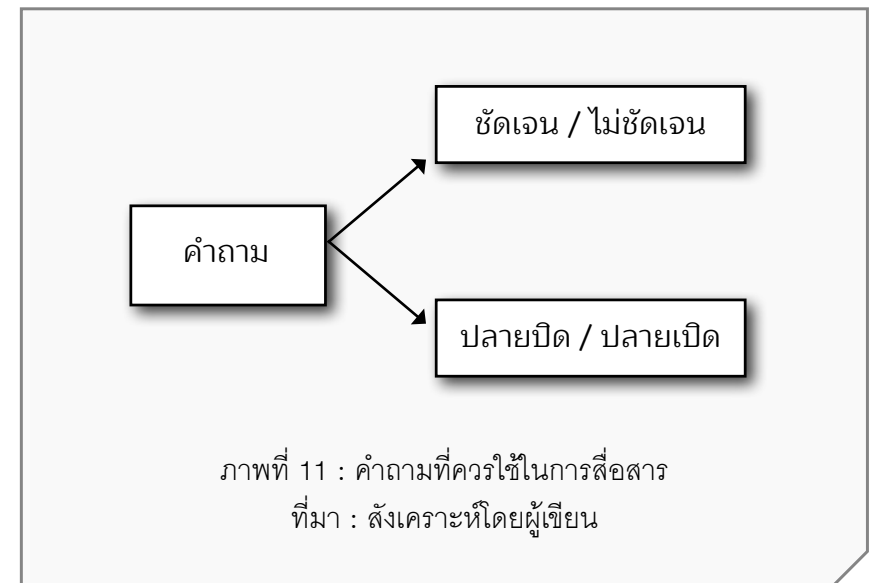 ชัดเจน / ไม่ชัดเจน
คำถาม
ปลายปิด / ปลายเปิด
ภาพที่ 11 : คำถามที่ควรใช้ในการสื่อสาร
ที่มา : สังเคราะห์โดยผู้เขียน